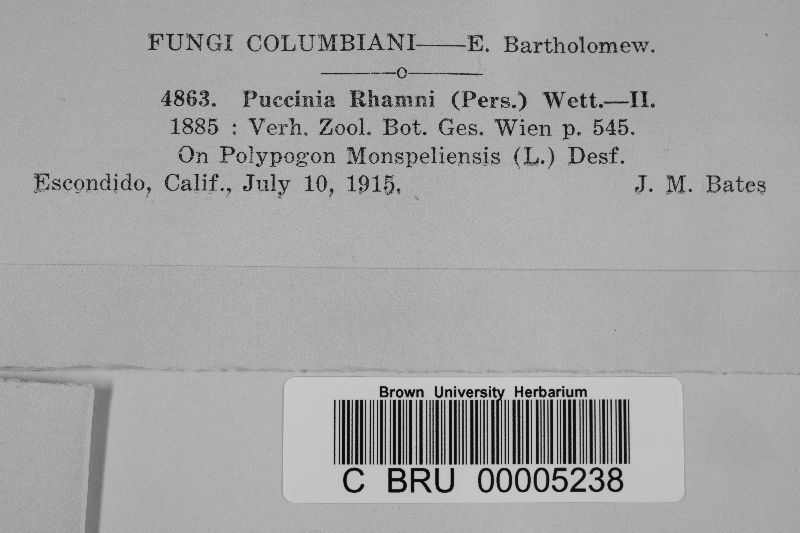 FUNGI COLUMBIANI——E. Bartholomew.
4863. Puccinia Rhamni (Pers.) Wett.—II.
1885 : Verh. Zool. Bot. Ges. Wien p. 545.
On Polypogon Monspeliensis (L.) Desf.
Escondido, Calif., July 10, 1915, J. M. Bates
Brown University Herbarium
C BRU 00005238